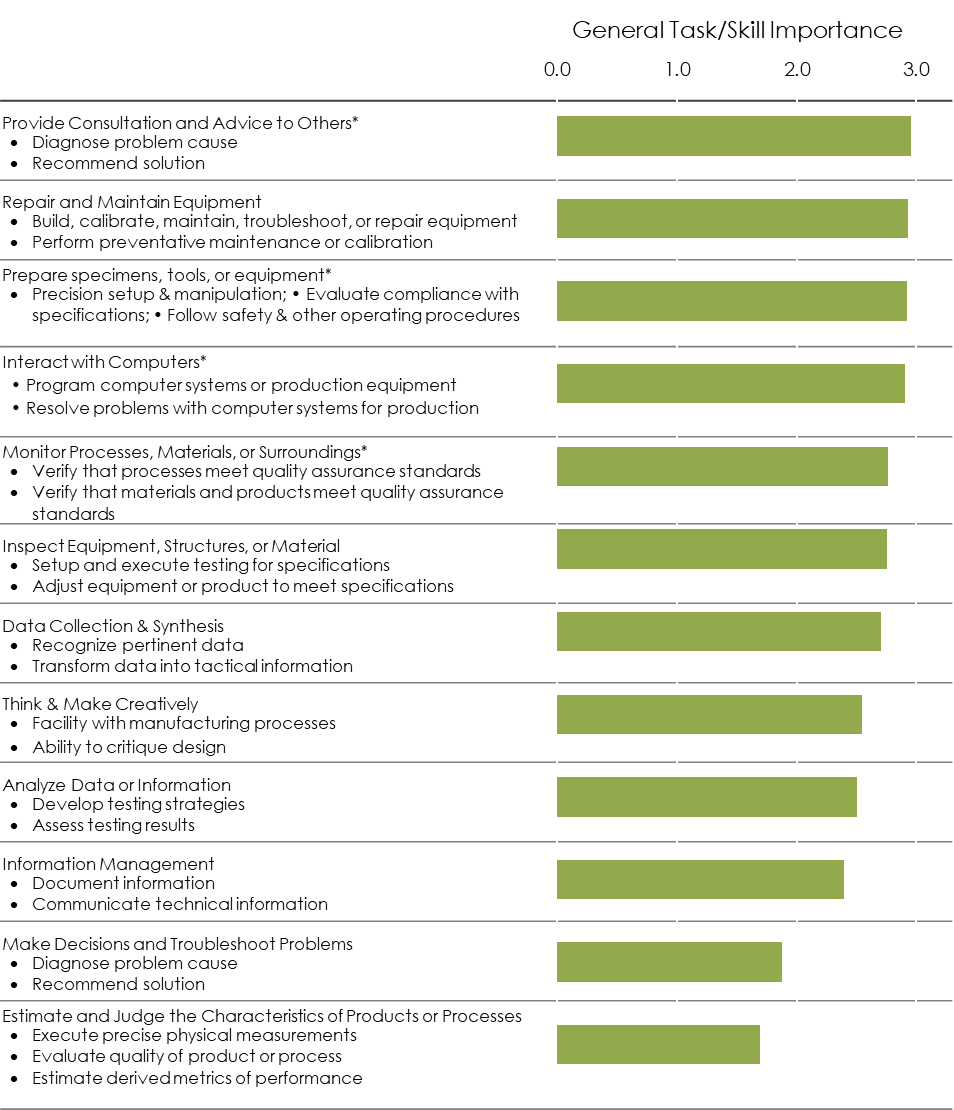 General Task/Skill Importance
0.0 1.0 2.0 3.0
Provide Consultation and Advice to Others*
• Diagnose problem cause
• Recommend solution
Repair and Maintain Equipment
• Build, calibrate, maintain, troubleshoot, or repair equipment
• Perform preventative maintenance or calibration
Prepare specimens, tools, or equipment*
• Precision setup & manipulation; • Evaluate compliance with
specifications; • Follow safety & other operating procedures
Interact with Computers*
• Program computer systems or production equipment
• Resolve problems with computer systems for production
Monitor Processes, Materials, or Surroundings*
• Verify that processes meet quality assurance standards
• Verify that materials and products meet quality assurance
standards
Inspect Equipment, Structures, or Material
• Setup and execute testing for specifications
• Adjust equipment or product to meet specifications
Data Collection & Synthesis
• Recognize pertinent data
• Transform data into tactical information
Think & Make Creatively
• Facility with manufacturing processes
• Ability to critique design
Analyze Data or Information
• Develop testing strategies
• Assess testing results
Information Management
• Document information
• Communicate technical information
Make Decisions and Troubleshoot Problems
• Diagnose problem cause
• Recommend solution
Estimate and Judge the Characteristics of Products or Processes
• Execute precise physical measurements
• Evaluate quality of product or process
• Estimate derived metrics of performance